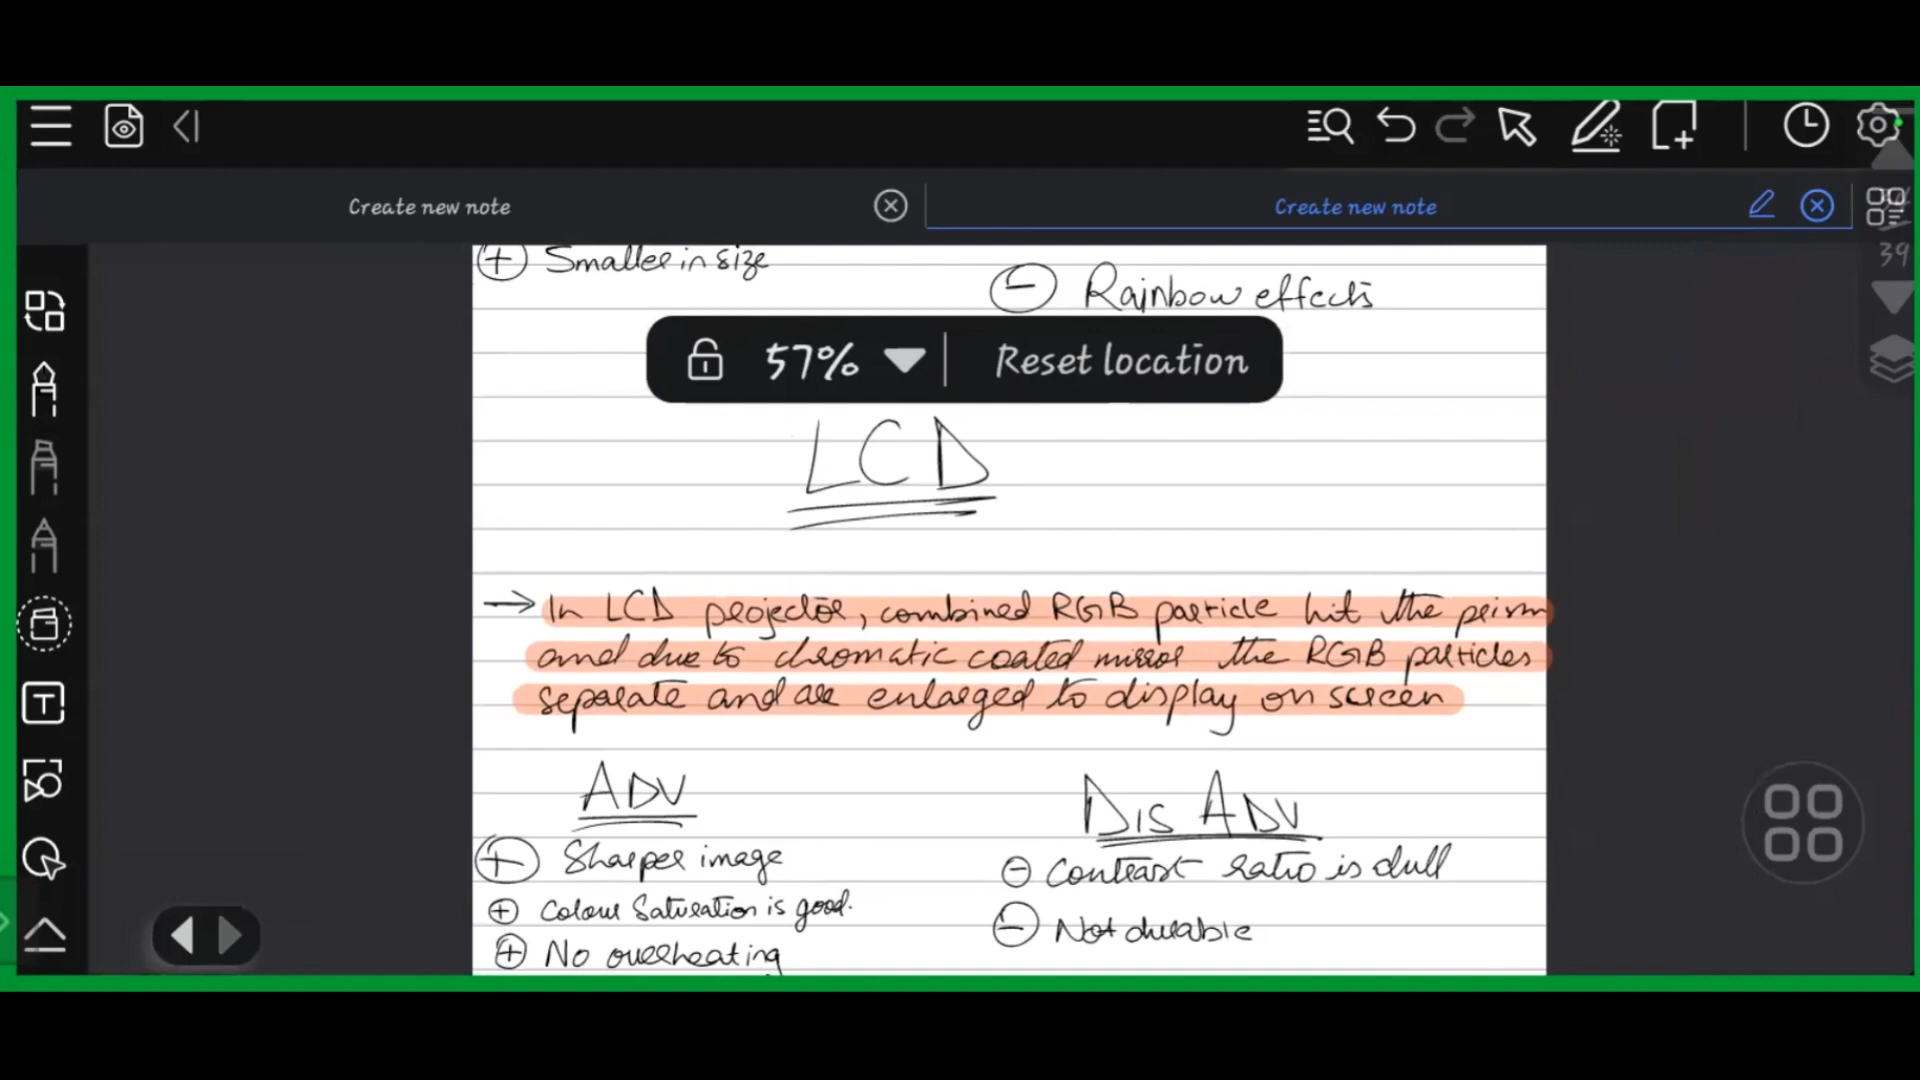 Create new note
Create new note
39
+ Smaller in size
- Rainbow effects
57% Reset location
LCD
→ In LCD projector, combined RGB particle hit the prism
and due to chromatic coated mirror the RGB particles
separate and are enlarged to display on screen
ADV
DIS ADV
+ Sharper image
- Contrast ratio is dull
+ Colour Saturation is good.
- Not durable
+ No overheating